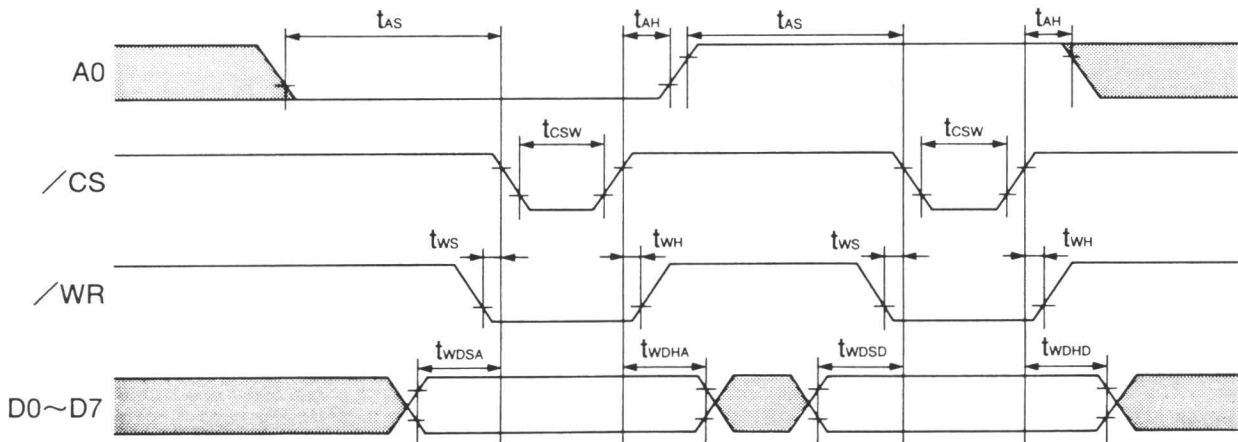 tAS tAH tAS tAH
A0
tCSW tCSW
/CS
tWS tWH tWS tWH
/WR
tWDSA tWDHA tWDSD tWDHD
D0~D7